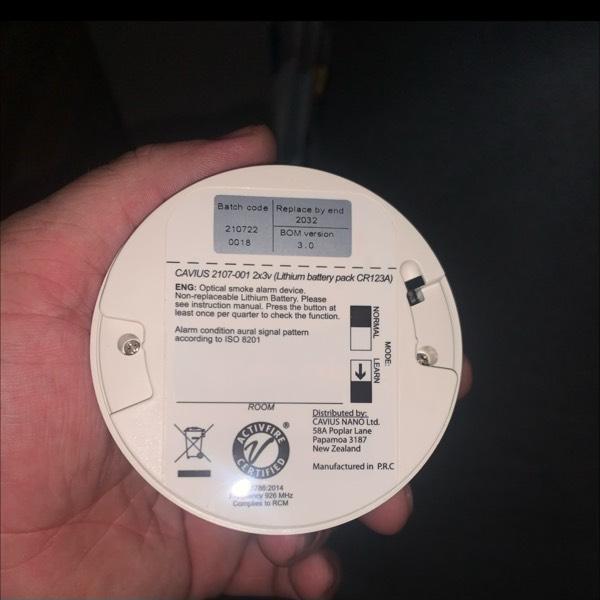 Batch code
210722
0018
Replace by end
2032
BOM version
3.0
CAVIUS 2107-001 2x3v (Lithium battery pack CR123A)
ENG: Optical smoke alarm device.
Non-replaceable Lithium Battery. Please
see instruction manual. Press the button at
least once per quarter to check the function.
Alarm condition aural signal pattern
according to ISO 8201
MODE:
NORMAL
LEARN
ROOM
Distributed by:
CAVIUS NANO Ltd.
58A Poplar Lane
Papamoa 3187
New Zealand
Manufactured in P.R.C
ACTIVFIRE ®
CERTIFIED
786:2014
926 MHz
Complies to RCM